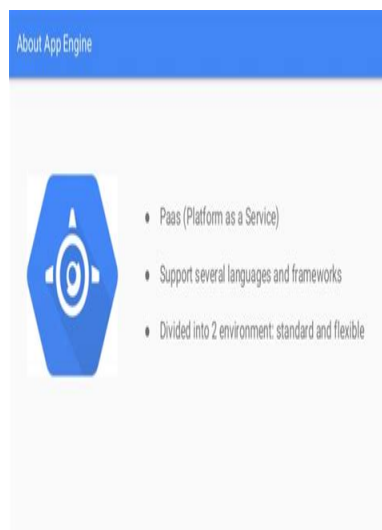 About App Engine
Paas (Platform as a Service)
Support several languages and frameworks
Divided into 2 environment: standard and flexible